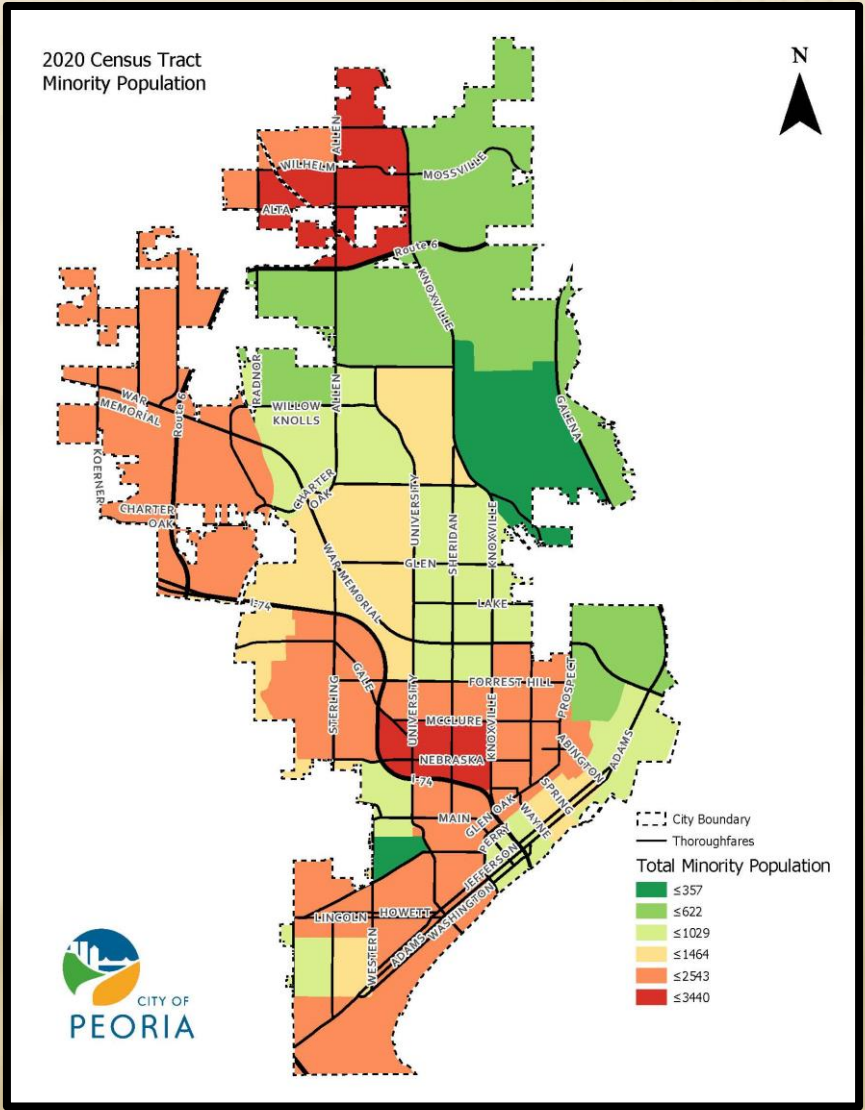 2020 Census Tract
Minority Population
N
ALLEN
WILHELM
MOSSVILLE
ALTA
Route 6
KNOXVILLE
RADNOR
ALLEN
WAR
MEMORIAL
Route 6
WILLOW
KNOLLS
GALENA
KOERNER
CHARTER
OAK
CHARTER
OAK
UNIVERSITY
SHERIDAN
KNOXVILLE
GLEN
WAR MEMORIAL
I-74
LAKE
GALE
STERLING
UNIVERSITY
FORREST HILL
PROSPECT
KNOXVILLE
MCCLURE
ABINGTON
ADAMS
NEBRASKA
I-74
SPRING
GLEN OAK
WAYNE
MAIN
PERRY
JEFFERSON
WASHINGTON
LINCOLN
HOWETT
WESTERN
ADAMS
City Boundary
Thoroughfares
Total Minority Population
≤357
≤622
≤1029
≤1464
≤2543
≤3440
CITY OF
PEORIA